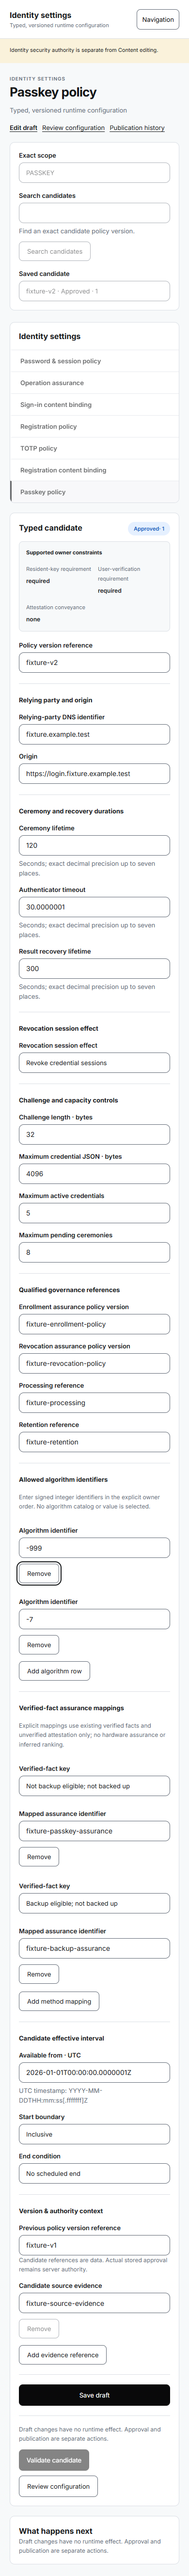 Identity settings
Typed, versioned runtime configuration
Navigation
Identity security authority is separate from Content editing.
IDENTITY SETTINGS
Passkey policy
Typed, versioned runtime configuration
Edit draft Review configuration Publication history
Exact scope
PASSKEY
Search candidates
Find an exact candidate policy version.
Search candidates
Saved candidate
fixture-v2 · Approved · 1
Identity settings
Password & session policy
Operation assurance
Sign-in content binding
Registration policy
TOTP policy
Registration content binding
Passkey policy
Typed candidate
Approved· 1
Supported owner constraints
Resident-key requirement
required
User-verification
requirement
required
Attestation conveyance
none
Policy version reference
fixture-v2
Relying party and origin
Relying-party DNS identifier
fixture.example.test
Origin
https://login.fixture.example.test
Ceremony and recovery durations
Ceremony lifetime
120
Seconds; exact decimal precision up to seven
places.
Authenticator timeout
30.0000001
Seconds; exact decimal precision up to seven
places.
Result recovery lifetime
300
Seconds; exact decimal precision up to seven
places.
Revocation session effect
Revocation session effect
Revoke credential sessions
Challenge and capacity controls
Challenge length · bytes
32
Maximum credential JSON · bytes
4096
Maximum active credentials
5
Maximum pending ceremonies
8
Qualified governance references
Enrollment assurance policy version
fixture-enrollment-policy
Revocation assurance policy version
fixture-revocation-policy
Processing reference
fixture-processing
Retention reference
fixture-retention
Allowed algorithm identifiers
Enter signed integer identifiers in the explicit owner
order. No algorithm catalog or value is selected.
Algorithm identifier
-999
Remove
Algorithm identifier
-7
Remove
Add algorithm row
Verified-fact assurance mappings
Explicit mappings use existing verified facts and
unverified attestation only; no hardware assurance or
inferred ranking.
Verified-fact key
Not backup eligible; not backed up
Mapped assurance identifier
fixture-passkey-assurance
Remove
Verified-fact key
Backup eligible; not backed up
Mapped assurance identifier
fixture-backup-assurance
Remove
Add method mapping
Candidate effective interval
Available from · UTC
2026-01-01T00:00:00.0000001Z
UTC timestamp: YYYY-MM-
DDTHH:mm:ss[.fffffff]Z
Start boundary
Inclusive
End condition
No scheduled end
Version & authority context
Previous policy version reference
fixture-v1
Candidate references are data. Actual stored approval
remains server authority.
Candidate source evidence
fixture-source-evidence
Remove
Add evidence reference
Save draft
Draft changes have no runtime effect. Approval and
publication are separate actions.
Validate candidate
Review configuration
What happens next
Draft changes have no runtime effect. Approval and
publication are separate actions.